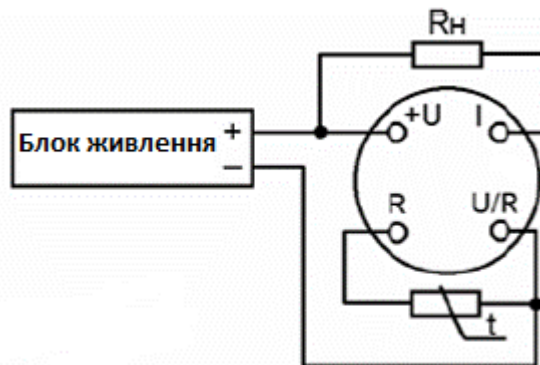 RН
+U I
Блок живлення + –
R U/R
t